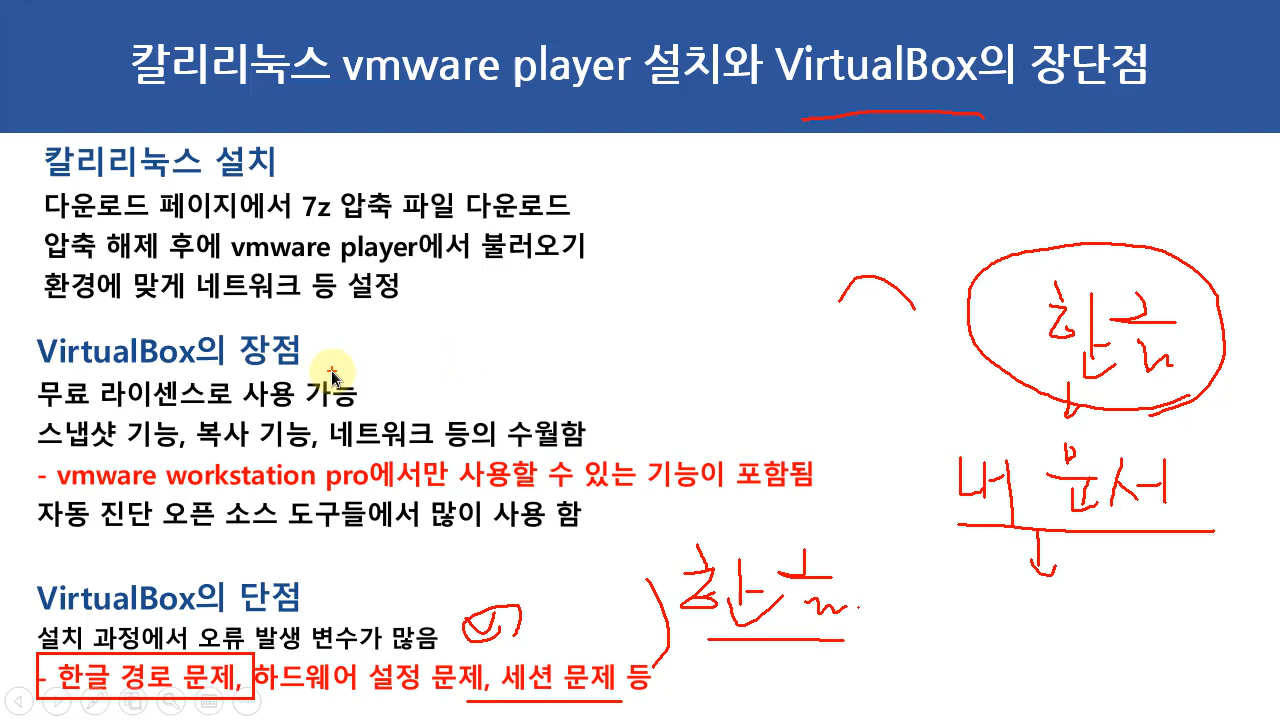 칼리리눅스 vmware player 설치와 VirtualBox의 장단점
칼리리눅스 설치
다운로드 페이지에서 7z 압축 파일 다운로드
압축 해제 후에 vmware player에서 불러오기
환경에 맞게 네트워크 등 설정
VirtualBox의 장점
무료 라이센스로 사용 가능
스냅샷 기능, 복사 기능, 네트워크 등의 수월함
- vmware workstation pro에서만 사용할 수 있는 기능이 포함됨
자동 진단 오픈 소스 도구들에서 많이 사용 함
VirtualBox의 단점
설치 과정에서 오류 발생 변수가 많음
- 한글 경로 문제, 하드웨어 설정 문제, 세션 문제 등
한글
내 문서
한글